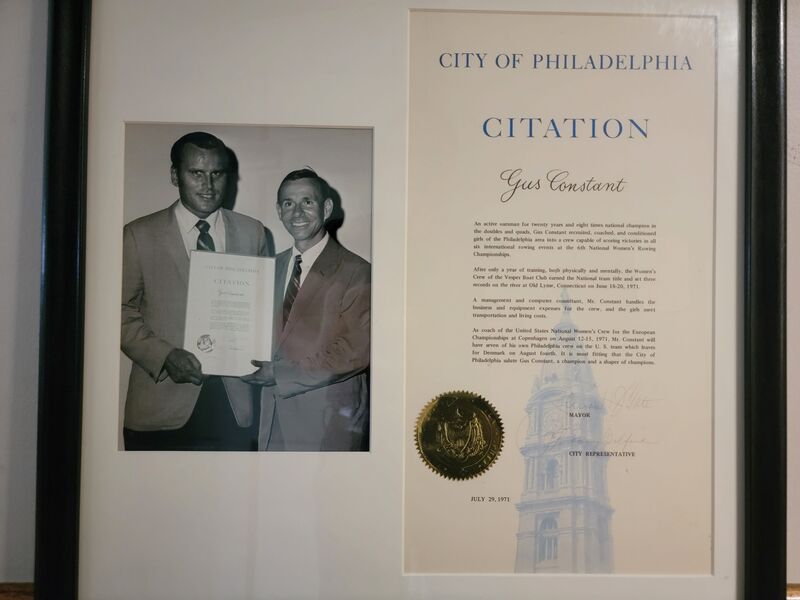 CITY OF PHILADELPHIA
CITATION
Gus Constant
An active oarsman for twenty years and eight times national champion in
the doubles and quads, Gus Constant recruited, coached, and conditioned
girls of the Philadelphia area into a crew capable of scoring victories in all
six international rowing events at the 6th National Women's Rowing
Championships.
After only a year of training, both physically and mentally, the Women's
Crew of the Vesper Boat Club earned the National team title and set three
records on the river at Old Lyme, Connecticut on June 18-20, 1971.
A management and computer consultant, Mr. Constant handles the
business and equipment expenses for the crew, and the girls meet
transportation and living costs.
As coach of the United States National Women's Crew for the European
Championships at Copenhagen on August 12-15, 1971, Mr. Constant will
have seven of his own Philadelphia crew on the U. S. team which leaves
for Denmark on August fourth. It is most fitting that the City of
Philadelphia salute Gus Constant, a champion and a shaper of champions.
MAYOR
CITY REPRESENTATIVE
JULY 29, 1971
CITY OF PHILADELPHIA
CITATION
Gus Constant